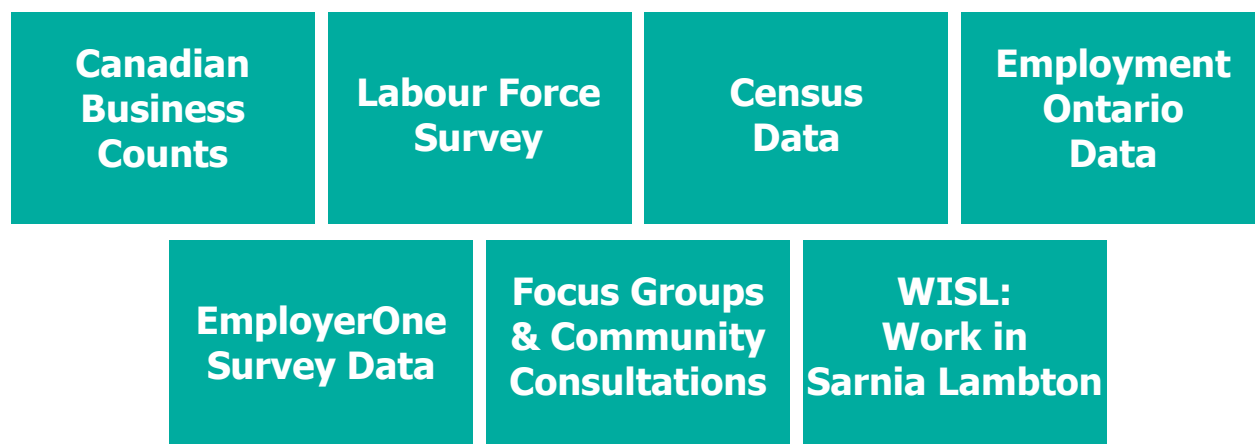 Canadian
Business
Counts
Labour Force
Survey
Census
Data
Employment
Ontario
Data
EmployerOne
Survey Data
Focus Groups
& Community
Consultations
WISL:
Work in
Sarnia Lambton